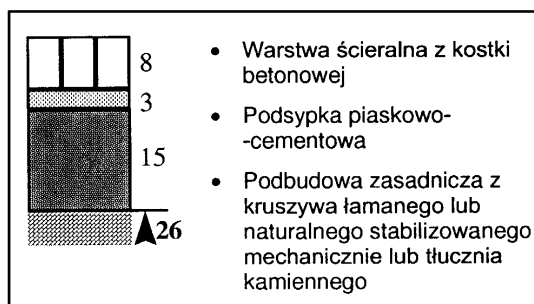 8
3
15
26
• Warstwa ścieralna z kostki
betonowej
• Podsypka piaskowo-
-cementowa
• Podbudowa zasadnicza z
kruszywa łamanego lub
naturalnego stabilizowanego
mechanicznie lub tłucznia
kamiennego